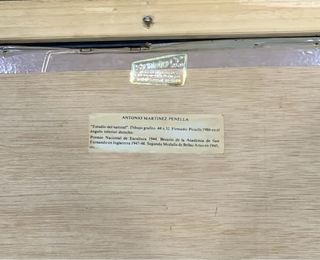 ANTONIO MARTINEZ PENELLA
"Estudio del natural". Dibujo grafito. 44 x 32. Firmado: Penella 1986 en el
ángulo inferior derecho.
Premio Nacional de Escultura 1944. Becario de la Academia de San
Fernando en Inglaterra 1947-48. Segunda Medalla de Bellas Artes en 1945,
etc.